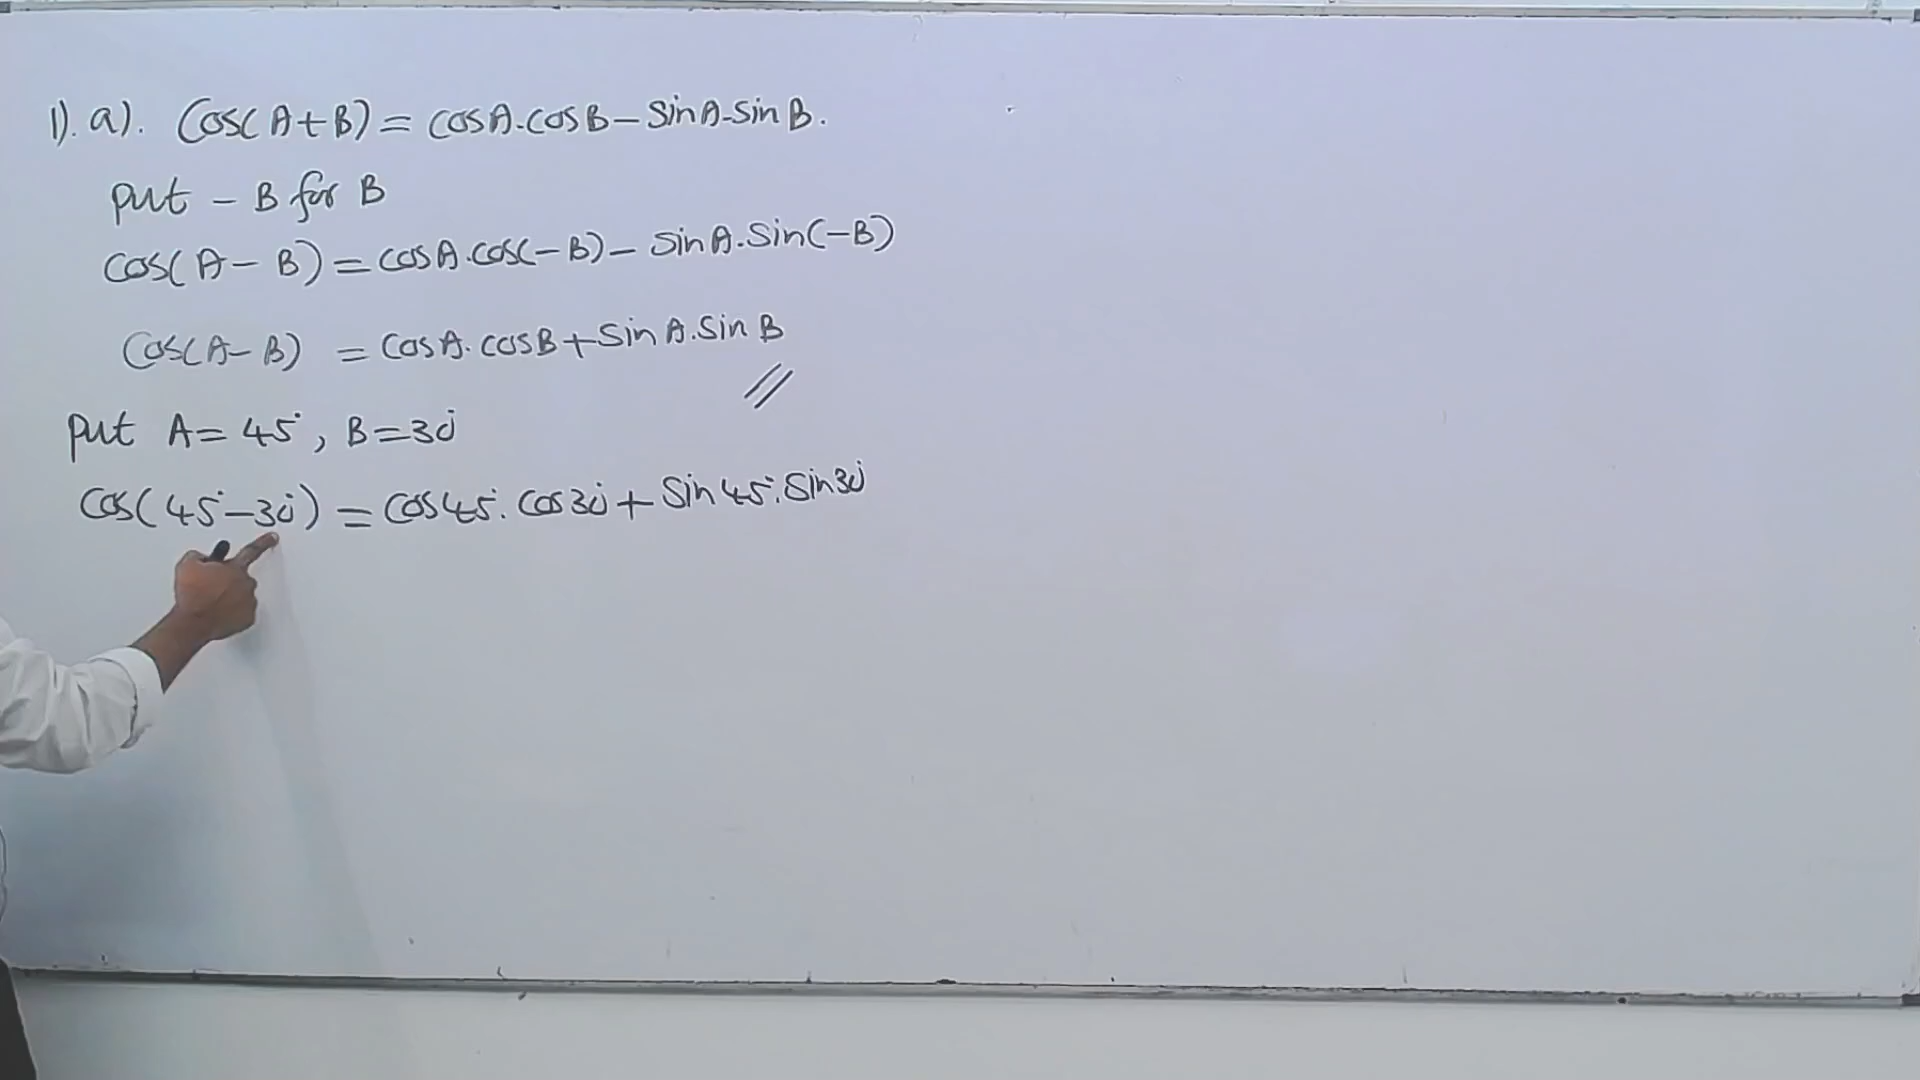 1). a). Cos(A+B) = cosA.cosB – SinA.SinB.
put – B for B
cos(A – B) = cosA.cos(–B) – SinA.Sin(–B)
Cos(A–B) = CosA.cosB+SinA.SinB
put A = 45°, B=30°
Cos(45°–30°) = Cos45°.Cos30°+Sin45°.Sin30°